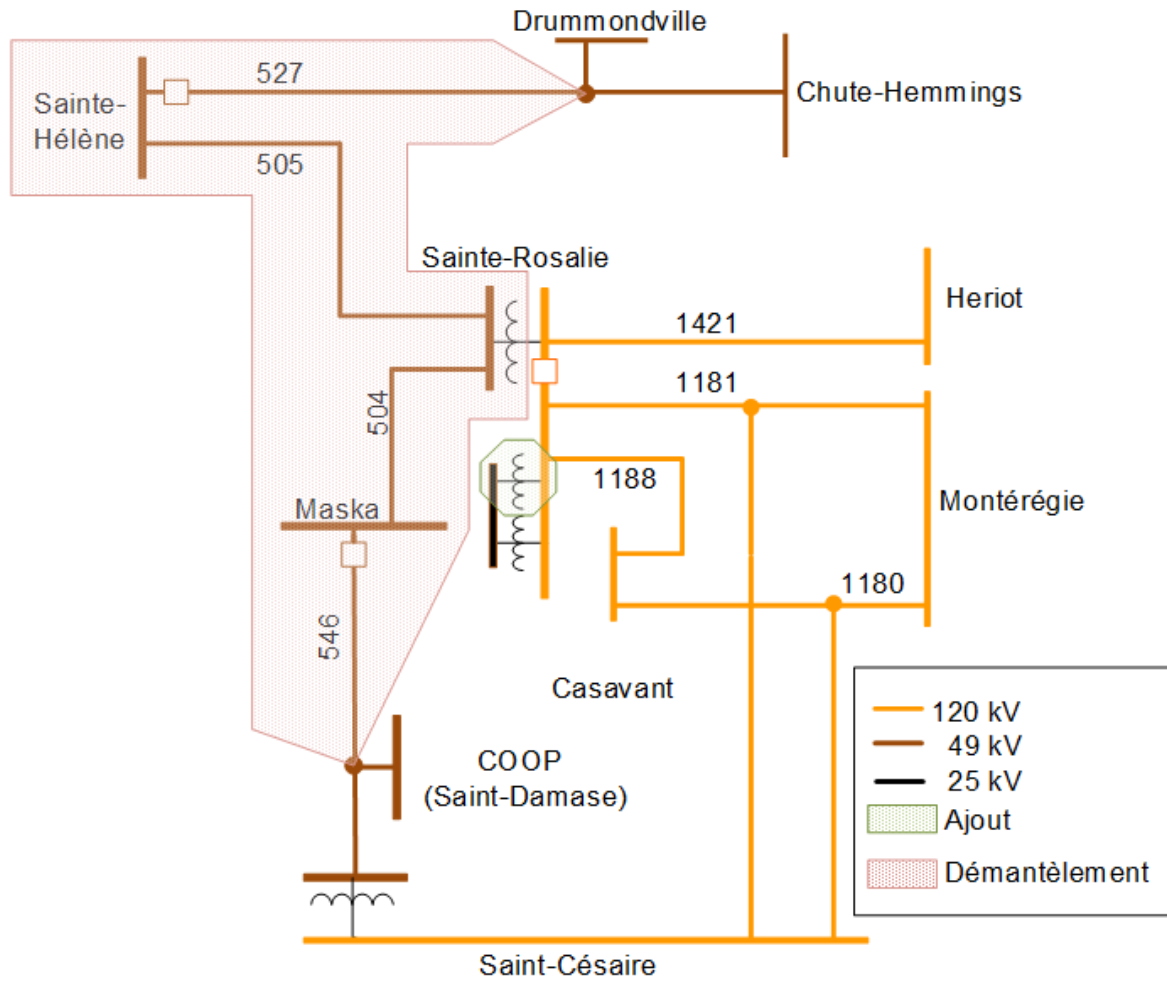 Drummondville
527
Chute-Hemmings
Sainte-
Hélène
505
Sainte-Rosalie
Heriot
1421
1181
504
1188
Maska
Montérégie
1180
546
Casavant
COOP
(Saint-Damase)
120 kV
49 kV
25 kV
Ajout
Démantèlement
Saint-Césaire